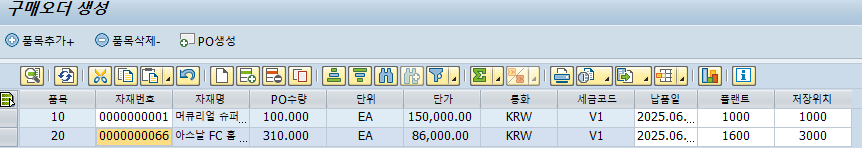 구매오더 생성
품목추가+ 품목삭제- PO생성
품목 자재번호 자재명 PO수량 단위 단가 통화 세금코드 납품일 플랜트 저장위치
10 0000000001 머큐리얼 슈퍼 100.000 EA 150,000.00 KRW V1 2025.06... 1000 1000
20 0000000066 아스날 FC 홈 310.000 EA 86,000.00 KRW V1 2025.06... 1600 3000